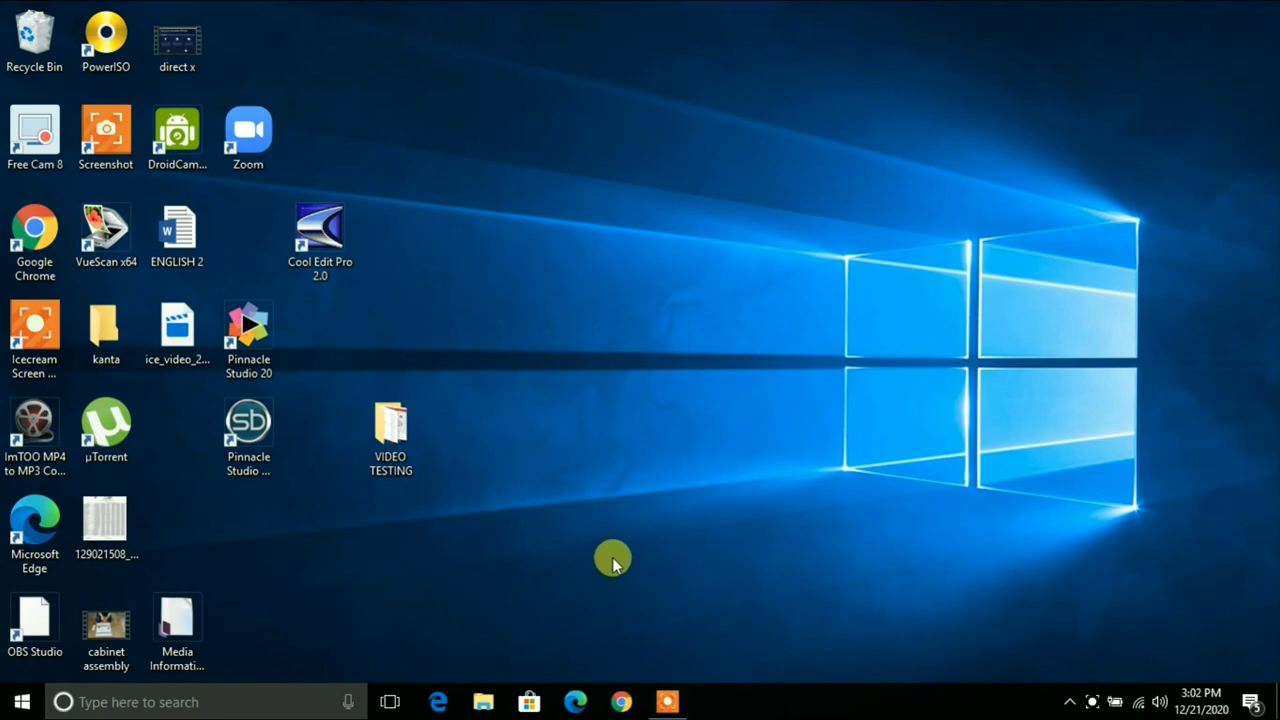 Recycle Bin
PowerISO
direct x
Free Cam 8
Screenshot
DroidCam...
Zoom
Google
Chrome
VueScan x64
ENGLISH 2
Cool Edit Pro
2.0
Icecream
Screen ...
kanta
ice_video_2...
Pinnacle
Studio 20
ImTOO MP4
to MP3 Co...
µTorrent
Pinnacle
Studio ...
VIDEO
TESTING
Microsoft
Edge
129021508_...
OBS Studio
cabinet
assembly
Media
Informati...
Type here to search
3:02 PM
12/21/2020
5